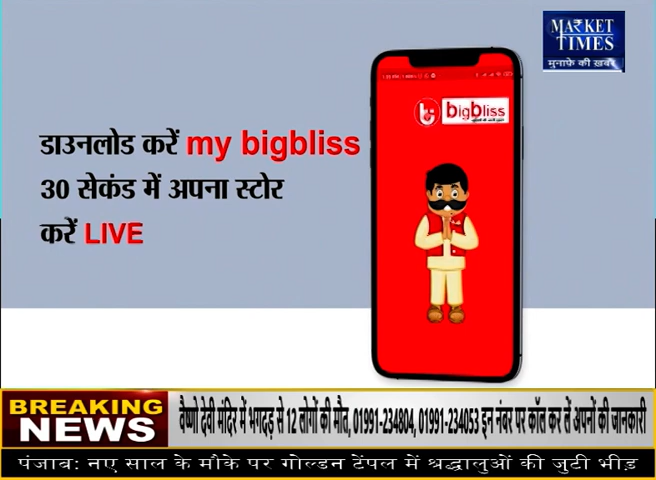 MARKET
TIMES
मुनाफे की ख़बर
bigbliss
डाउनलोड करें my bigbliss
30 सेकंड में अपना स्टोर
करें LIVE
BREAKING
NEWS
वैष्णो देवी मंदिर में भगदड़ से 12 लोगों की मौत, 01991-234804, 01991-234053 इन नंबर पर कॉल कर लें अपनों की जानकारी
पंजाब: नए साल के मौके पर गोल्डन टेंपल में श्रद्धालुओं की जुटी भीड़